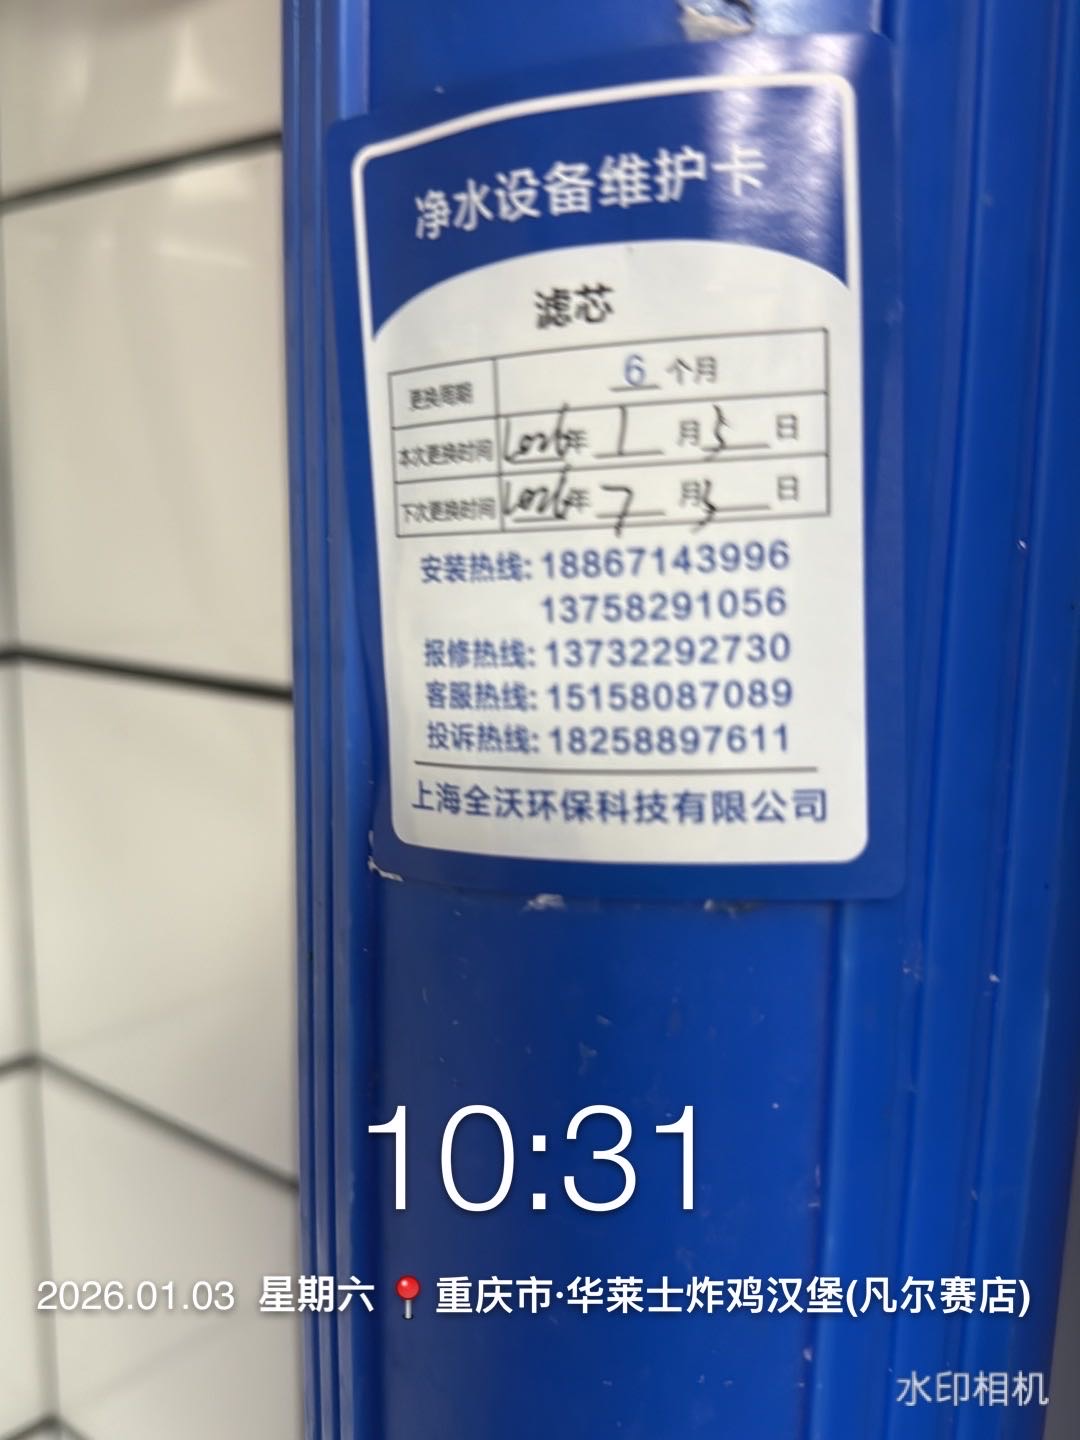 净水设备维护卡
滤芯
更换周期 6 个月
本次更换时间 2026年 1 月 3 日
下次更换时间 2026年 7 月 3 日
安装热线: 18867143996
13758291056
报修热线: 13732292730
客服热线: 15158087089
投诉热线: 18258897611
上海全沃环保科技有限公司
10:31
2026.01.03 星期六 📍重庆市·华莱士炸鸡汉堡(凡尔赛店)
水印相机